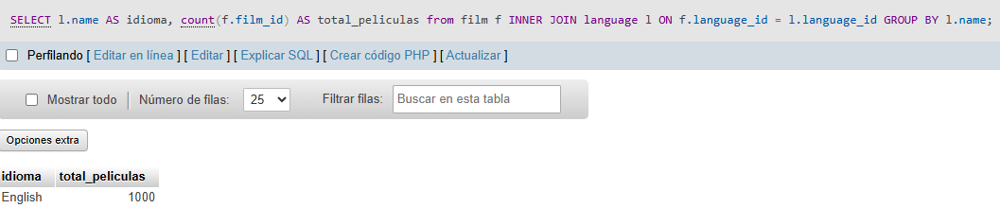 SELECT l.name AS idioma, count(f.film_id) AS total_peliculas from film f INNER JOIN language l ON f.language_id = l.language_id GROUP BY l.name;
Perfilando [ Editar en línea ] [ Editar ] [ Explicar SQL ] [ Crear código PHP ] [ Actualizar ]
Mostrar todo Número de filas: 25 Filtrar filas: Buscar en esta tabla
Opciones extra
idioma total_peliculas
English 1000